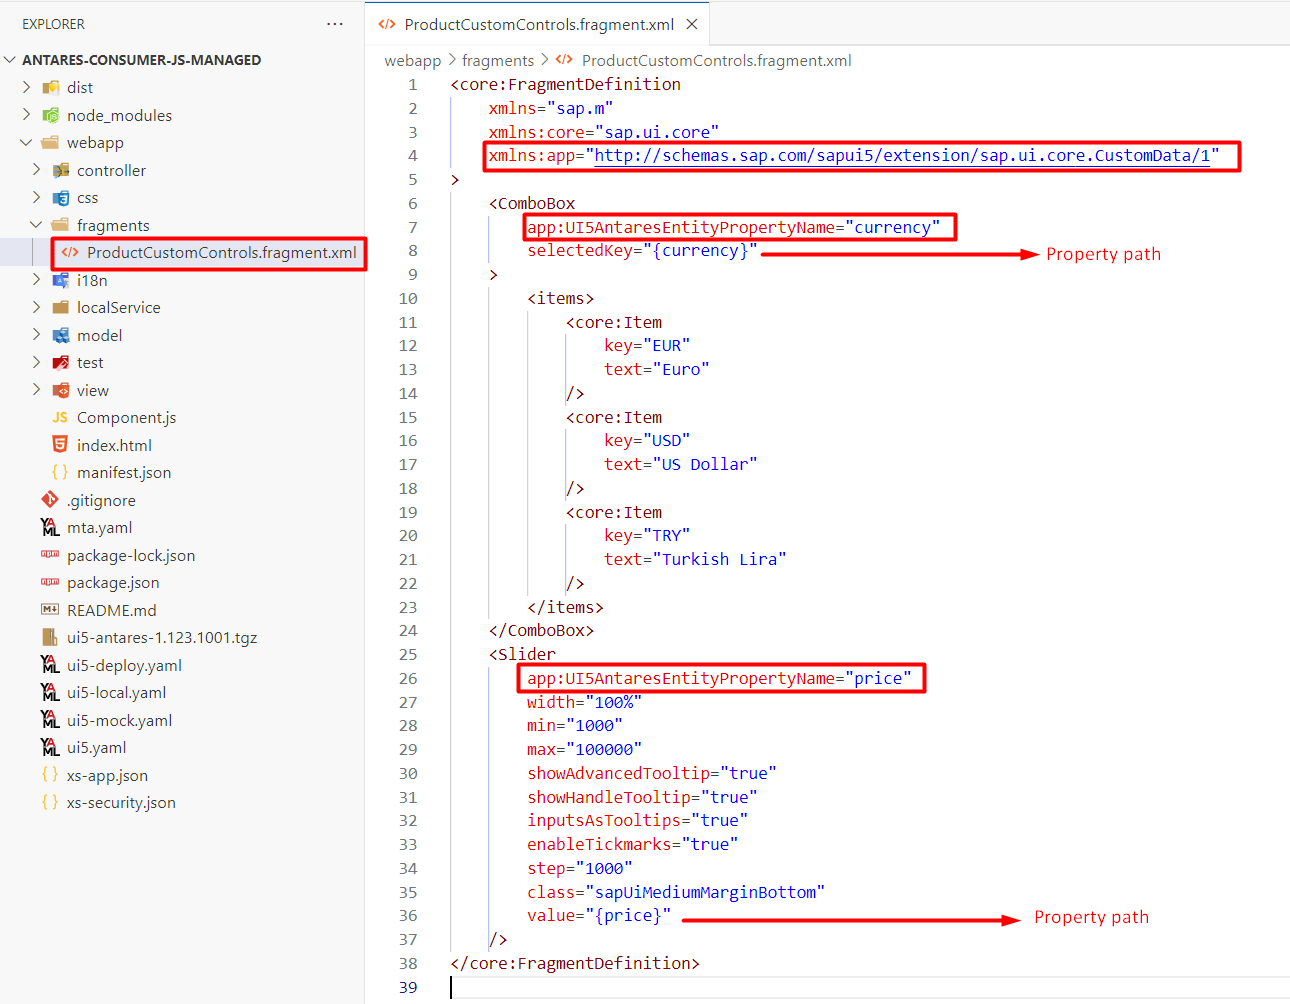 EXPLORER
···
ANTARES-CONSUMER-JS-MANAGED
dist
node_modules
webapp
controller
css
fragments
ProductCustomControls.fragment.xml
i18n
localService
model
test
view
JS Component.js
index.html
{} manifest.json
.gitignore
YAML mta.yaml
npm package-lock.json
npm package.json
README.md
ui5-antares-1.123.1001.tgz
YAML ui5-deploy.yaml
YAML ui5-local.yaml
YAML ui5-mock.yaml
YAML ui5.yaml
{} xs-app.json
{} xs-security.json
ProductCustomControls.fragment.xml
webapp > fragments > ProductCustomControls.fragment.xml
1 <core:FragmentDefinition
2 xmlns="sap.m"
3 xmlns:core="sap.ui.core"
4 xmlns:app="http://schemas.sap.com/sapui5/extension/sap.ui.core.CustomData/1"
5 >
6 <ComboBox
7 app:UI5AntaresEntityPropertyName="currency"
8 selectedKey="{currency}" Property path
9 >
10 <items>
11 <core:Item
12 key="EUR"
13 text="Euro"
14 />
15 <core:Item
16 key="USD"
17 text="US Dollar"
18 />
19 <core:Item
20 key="TRY"
21 text="Turkish Lira"
22 />
23 </items>
24 </ComboBox>
25 <Slider
26 app:UI5AntaresEntityPropertyName="price"
27 width="100%"
28 min="1000"
29 max="100000"
30 showAdvancedTooltip="true"
31 showHandleTooltip="true"
32 inputsAsTooltips="true"
33 enableTickmarks="true"
34 step="1000"
35 class="sapUiMediumMarginBottom"
36 value="{price}" Property path
37 />
38 </core:FragmentDefinition>
39